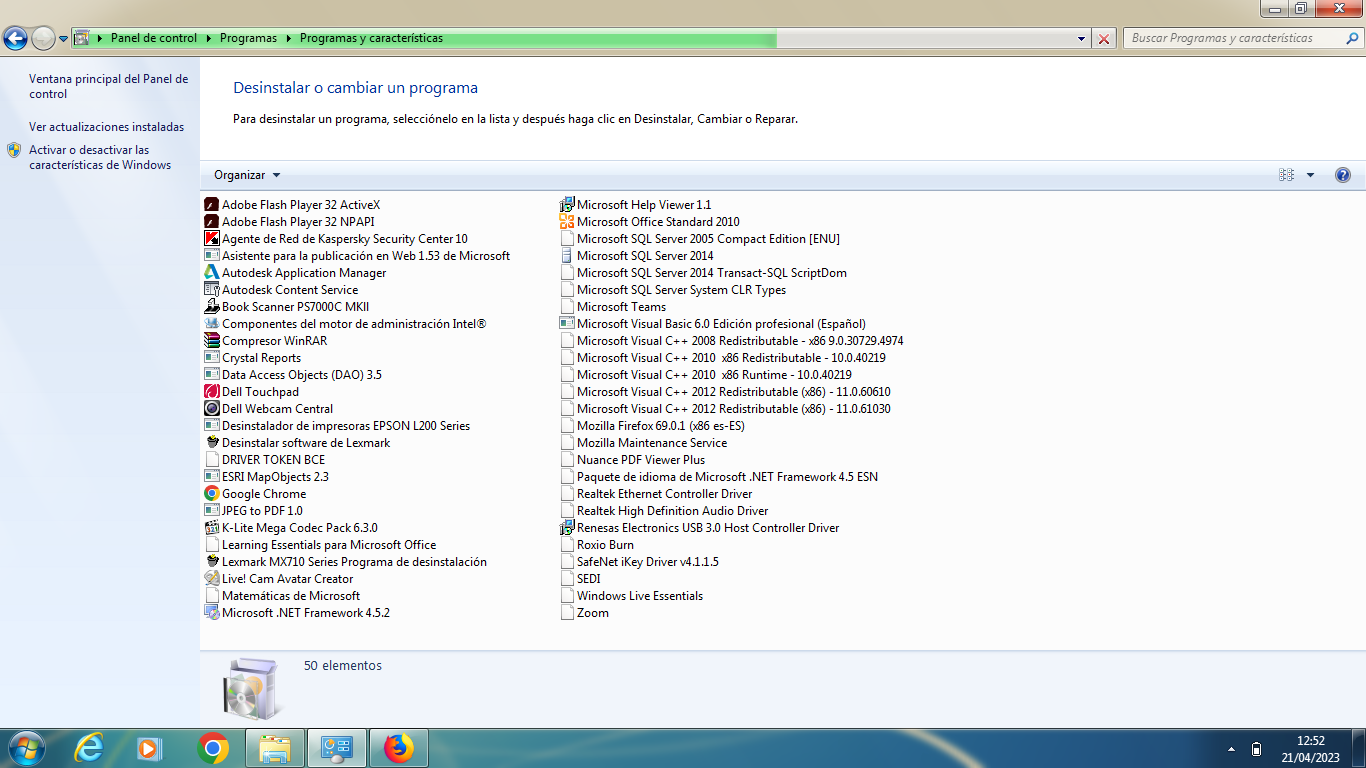 Panel de control
Programas
Programas y características
Buscar Programas y características
Ventana principal del Panel de
control
Ver actualizaciones instaladas
Activar o desactivar las
características de Windows
Desinstalar o cambiar un programa
Para desinstalar un programa, selecciónelo en la lista y después haga clic en Desinstalar, Cambiar o Reparar.
Organizar
Adobe Flash Player 32 ActiveX
Adobe Flash Player 32 NPAPI
Agente de Red de Kaspersky Security Center 10
Asistente para la publicación en Web 1.53 de Microsoft
Autodesk Application Manager
Autodesk Content Service
Book Scanner PS7000C MKII
Componentes del motor de administración Intel®
Compresor WinRAR
Crystal Reports
Data Access Objects (DAO) 3.5
Dell Touchpad
Dell Webcam Central
Desinstalador de impresoras EPSON L200 Series
Desinstalar software de Lexmark
DRIVER TOKEN BCE
ESRI MapObjects 2.3
Google Chrome
JPEG to PDF 1.0
K-Lite Mega Codec Pack 6.3.0
Learning Essentials para Microsoft Office
Lexmark MX710 Series Programa de desinstalación
Live! Cam Avatar Creator
Matemáticas de Microsoft
Microsoft .NET Framework 4.5.2
Microsoft Help Viewer 1.1
Microsoft Office Standard 2010
Microsoft SQL Server 2005 Compact Edition [ENU]
Microsoft SQL Server 2014
Microsoft SQL Server 2014 Transact-SQL ScriptDom
Microsoft SQL Server System CLR Types
Microsoft Teams
Microsoft Visual Basic 6.0 Edición profesional (Español)
Microsoft Visual C++ 2008 Redistributable - x86 9.0.30729.4974
Microsoft Visual C++ 2010  x86 Redistributable - 10.0.40219
Microsoft Visual C++ 2010  x86 Runtime - 10.0.40219
Microsoft Visual C++ 2012 Redistributable (x86) - 11.0.60610
Microsoft Visual C++ 2012 Redistributable (x86) - 11.0.61030
Mozilla Firefox 69.0.1 (x86 es-ES)
Mozilla Maintenance Service
Nuance PDF Viewer Plus
Paquete de idioma de Microsoft .NET Framework 4.5 ESN
Realtek Ethernet Controller Driver
Realtek High Definition Audio Driver
Renesas Electronics USB 3.0 Host Controller Driver
Roxio Burn
SafeNet iKey Driver v4.1.1.5
SEDI
Windows Live Essentials
Zoom
50 elementos
12:52
21/04/2023